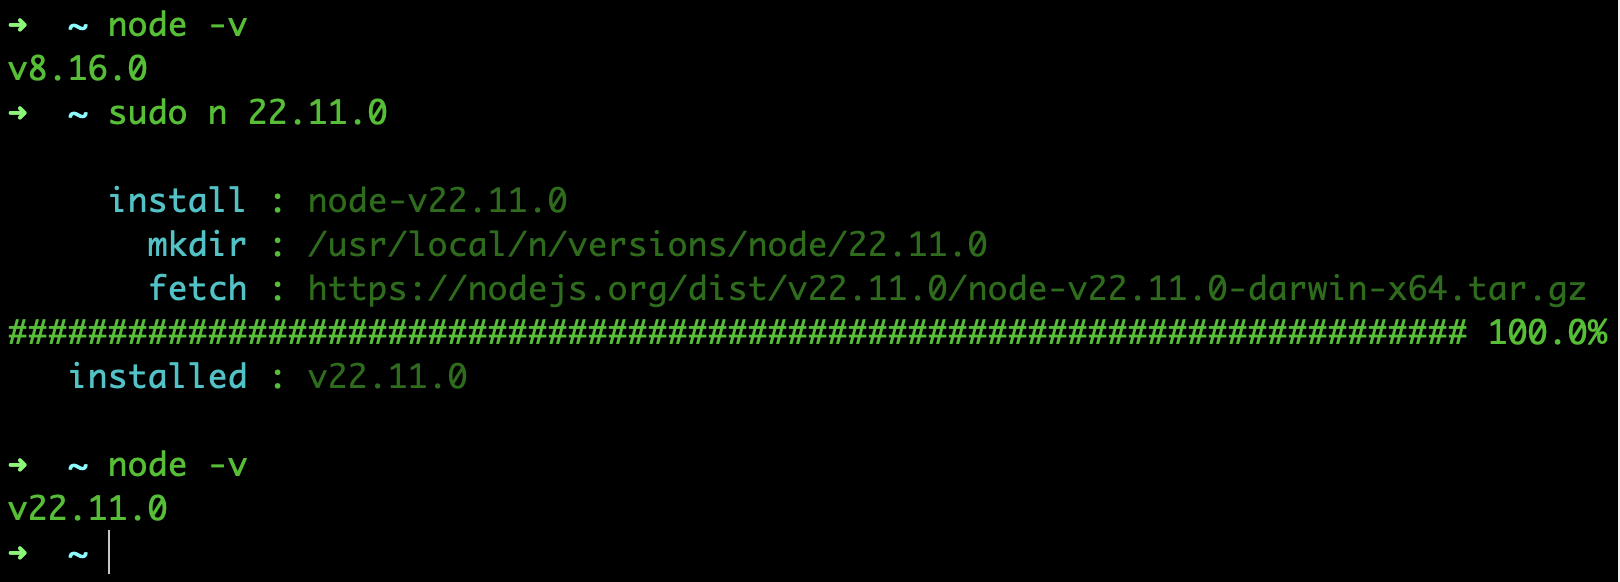 ➜  ~ node -v
v8.16.0
➜  ~ sudo n 22.11.0
install : node-v22.11.0
mkdir : /usr/local/n/versions/node/22.11.0
fetch : https://nodejs.org/dist/v22.11.0/node-v22.11.0-darwin-x64.tar.gz
######################################################################### 100.0%
installed : v22.11.0
➜  ~ node -v
v22.11.0
➜  ~